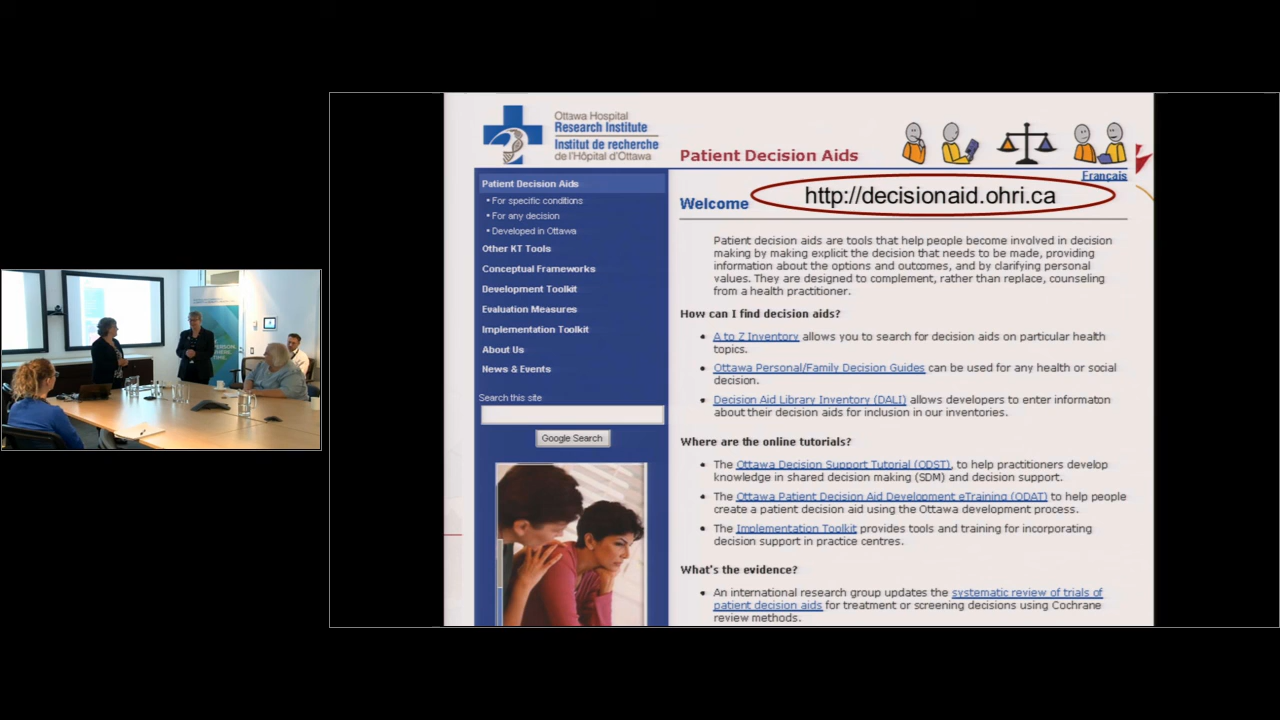 Ottawa Hospital
Research Institute
Institut de recherche
de l'Hôpital d'Ottawa
Patient Decision Aids
Français
Welcome
http://decisionaid.ohri.ca
Patient Decision Aids
• For specific conditions
• For any decision
• Developed in Ottawa
Other KT Tools
Conceptual Frameworks
Development Toolkit
Evaluation Measures
Implementation Toolkit
About Us
News & Events
Search this site
Google Search
Patient decision aids are tools that help people become involved in decision
making by making explicit the decision that needs to be made, providing
information about the options and outcomes, and by clarifying personal
values. They are designed to complement, rather than replace, counseling
from a health practitioner.
How can I find decision aids?
• A to Z Inventory allows you to search for decision aids on particular health
topics.
• Ottawa Personal/Family Decision Guides can be used for any health or social
decision.
• Decision Aid Library Inventory (DALI) allows developers to enter informaton
about their decision aids for inclusion in our inventories.
Where are the online tutorials?
• The Ottawa Decision Support Tutorial (ODST), to help practitioners develop
knowledge in shared decision making (SDM) and decision support.
• The Ottawa Patient Decision Aid Development eTraining (ODAT) to help people
create a patient decision aid using the Ottawa development process.
• The Implementation Toolkit provides tools and training for incorporating
decision support in practice centres.
What's the evidence?
• An international research group updates the systematic review of trials of
patient decision aids for treatment or screening decisions using Cochrane
review methods.